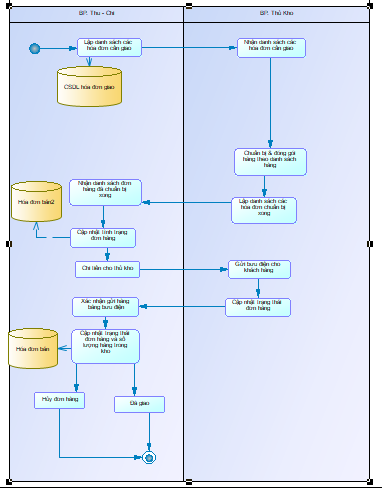 BP. Thu - Chi
BP. Thủ Kho
Lập danh sách các
hóa đơn cần giao
Nhận danh sách các
hóa đơn cần giao
CSDL hóa đơn giao
Chuẩn bị & đóng gói
hàng theo danh sách
hàng
Nhận danh sách đơn
hàng đã chuẩn bị
xong
Lập danh sách các
hóa đơn chuẩn bị
xong
Hóa đơn bán2
Cập nhật tình trạng
đơn hàng
Chi tiền cho thủ kho
Gửi bưu điện cho
khách hàng
Xác nhận gửi hàng
bằng bưu điện
Cập nhật trạng thái
đơn hàng
Cập nhật trạng thái
đơn hàng và số
lượng hàng trong
kho
Hóa đơn bán
Hủy đơn hàng
Đã giao